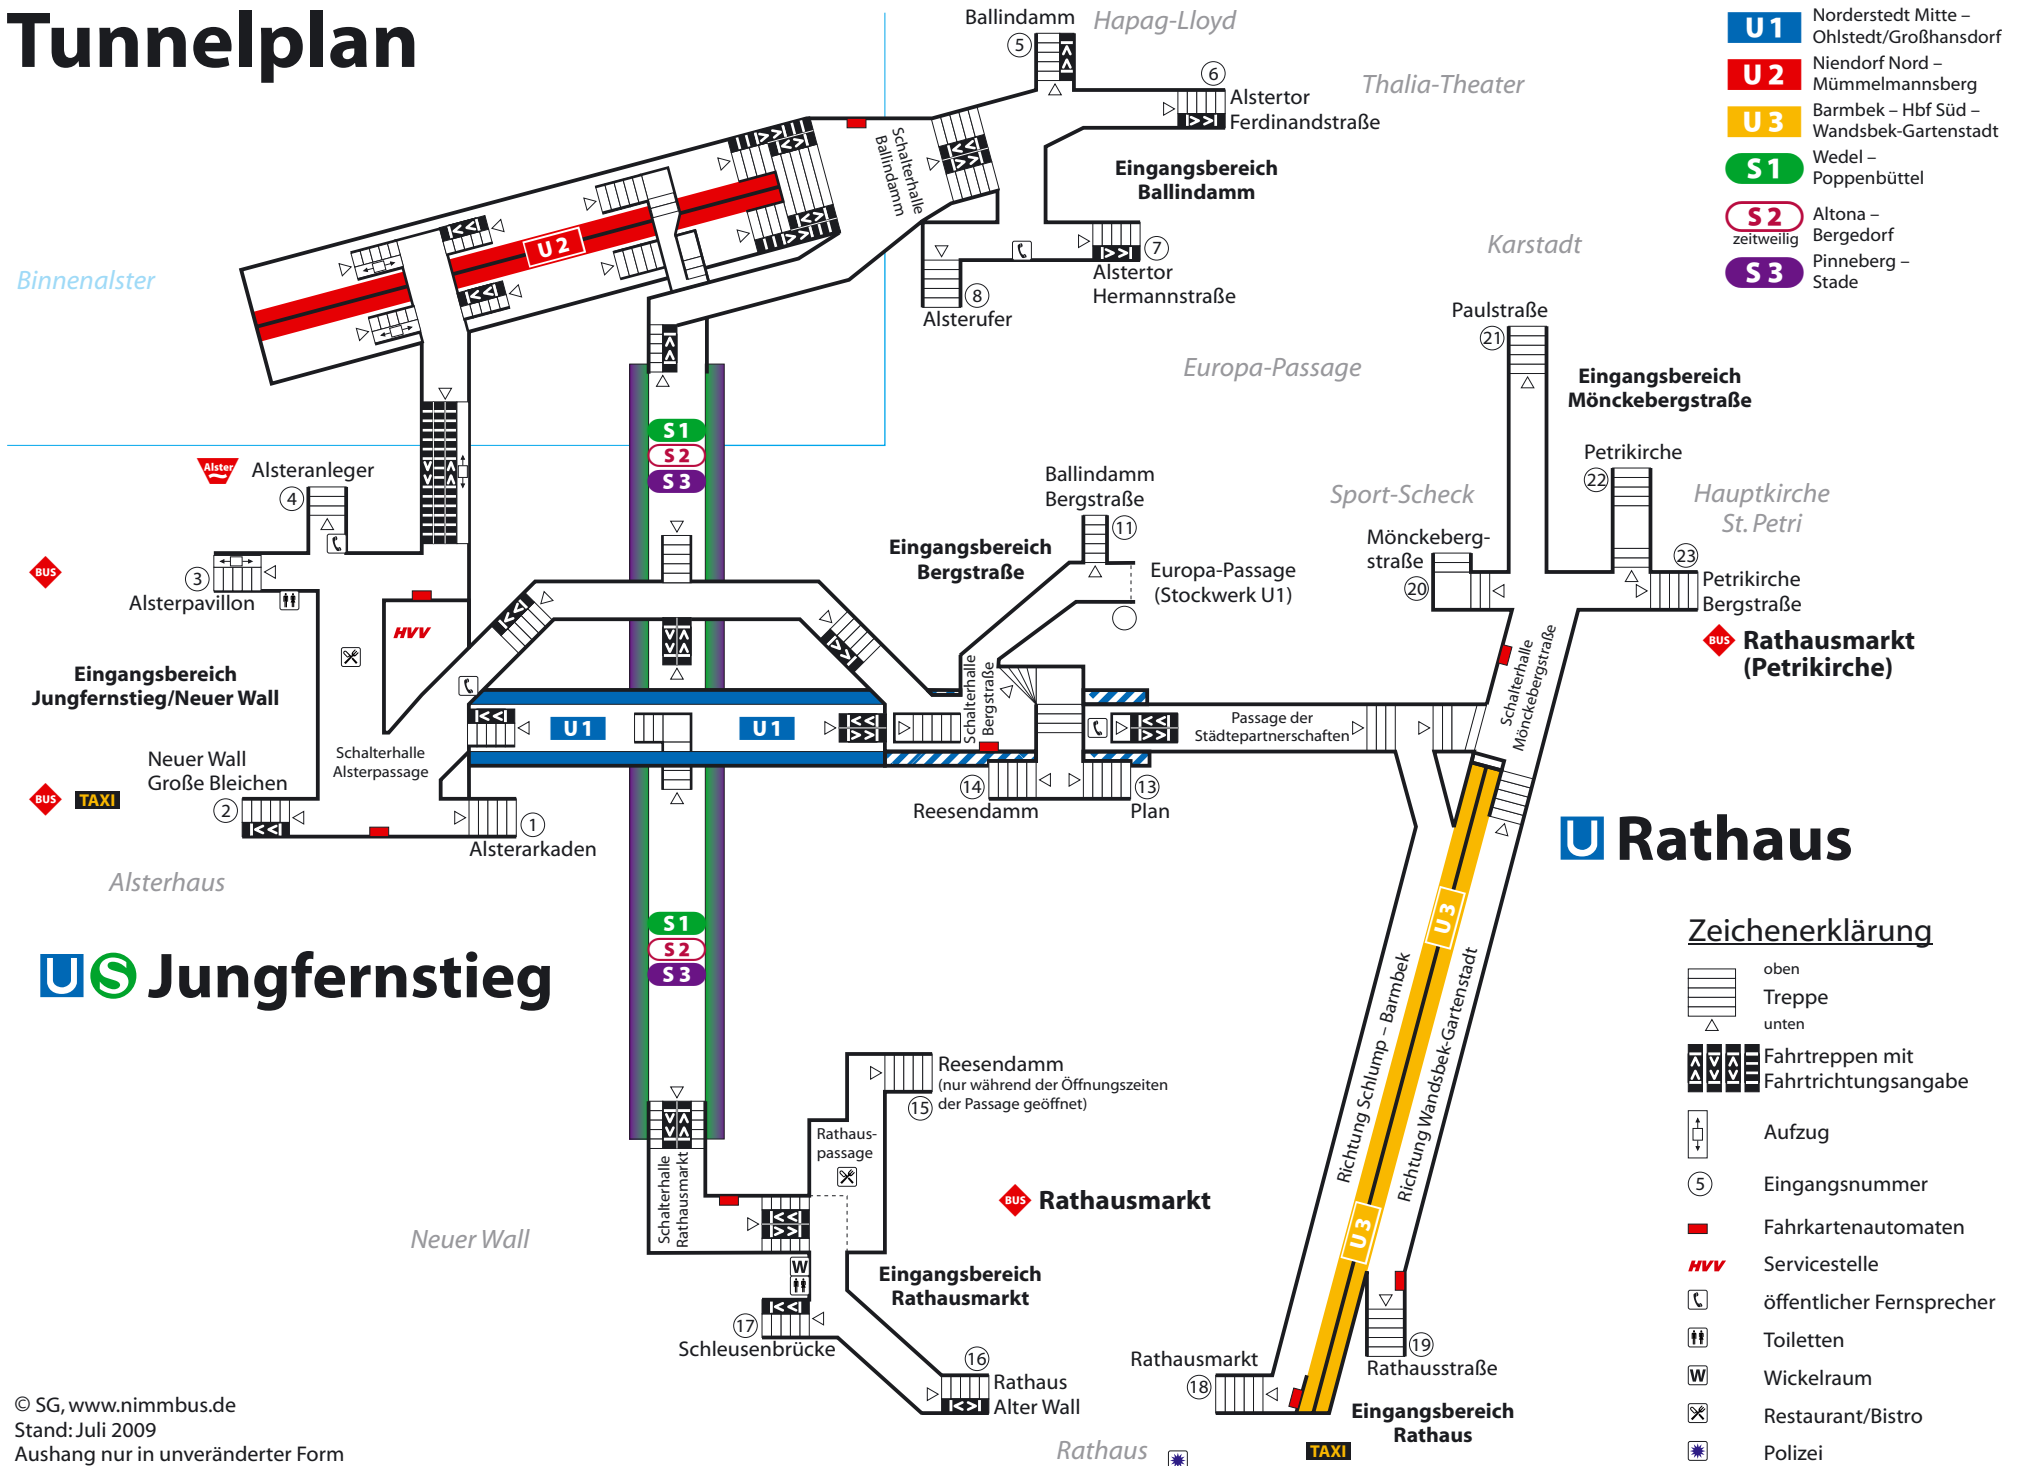 Tunnelplan
Ballindamm
Hapag-Lloyd
5
6
Alstertor
Ferdinandstraße
Thalia-Theater
U1 Norderstedt Mitte –
Ohlstedt/Großhansdorf
U2 Niendorf Nord –
Mümmelmannsberg
U3 Barmbek – Hbf Süd –
Wandsbek-Gartenstadt
S1 Wedel –
Poppenbüttel
S2 Altona –
zeitweilig Bergedorf
S3 Pinneberg –
Stade
Schalterhalle
Ballindamm
Eingangsbereich
Ballindamm
U2
7
Alstertor
Hermannstraße
8
Alsterufer
Binnenalster
Karstadt
Europa-Passage
Paulstraße
21
Eingangsbereich
Mönckebergstraße
S1
S2
S3
Alster
Alsteranleger
4
BUS
3
Alsterpavillon
HVV
Eingangsbereich
Jungfernstieg/Neuer Wall
Eingangsbereich
Bergstraße
Ballindamm
Bergstraße
11
Europa-Passage
(Stockwerk U1)
Sport-Scheck
Petrikirche
22
Hauptkirche
St. Petri
Mönckeberg-
straße
20
23
Petrikirche
Bergstraße
BUS Rathausmarkt
(Petrikirche)
Schalterhalle
Mönckebergstraße
Schalterhalle
Bergstraße
U1
U1
Passage der
Städtepartnerschaften
Schalterhalle
Alsterpassage
Neuer Wall
Große Bleichen
BUS TAXI
2
1
Alsterarkaden
Alsterhaus
14
Reesendamm
13
Plan
U Rathaus
U S Jungfernstieg
S1
S2
S3
U3
Richtung Schlump – Barmbek
Richtung Wandsbek-Gartenstadt
U3
Reesendamm
(nur während der Öffnungszeiten
der Passage geöffnet)
15
Rathaus-
passage
Schalterhalle
Rathausmarkt
BUS Rathausmarkt
Neuer Wall
W
Eingangsbereich
Rathausmarkt
17
Schleusenbrücke
16
Rathaus
Alter Wall
Rathausmarkt
18
19
Rathausstraße
Eingangsbereich
Rathaus
TAXI
Rathaus
Zeichenerklärung
oben
Treppe
unten
Fahrtreppen mit
Fahrtrichtungsangabe
Aufzug
5 Eingangsnummer
Fahrkartenautomaten
HVV Servicestelle
öffentlicher Fernsprecher
Toiletten
W Wickelraum
Restaurant/Bistro
Polizei
© SG, www.nimmbus.de
Stand: Juli 2009
Aushang nur in unveränderter Form